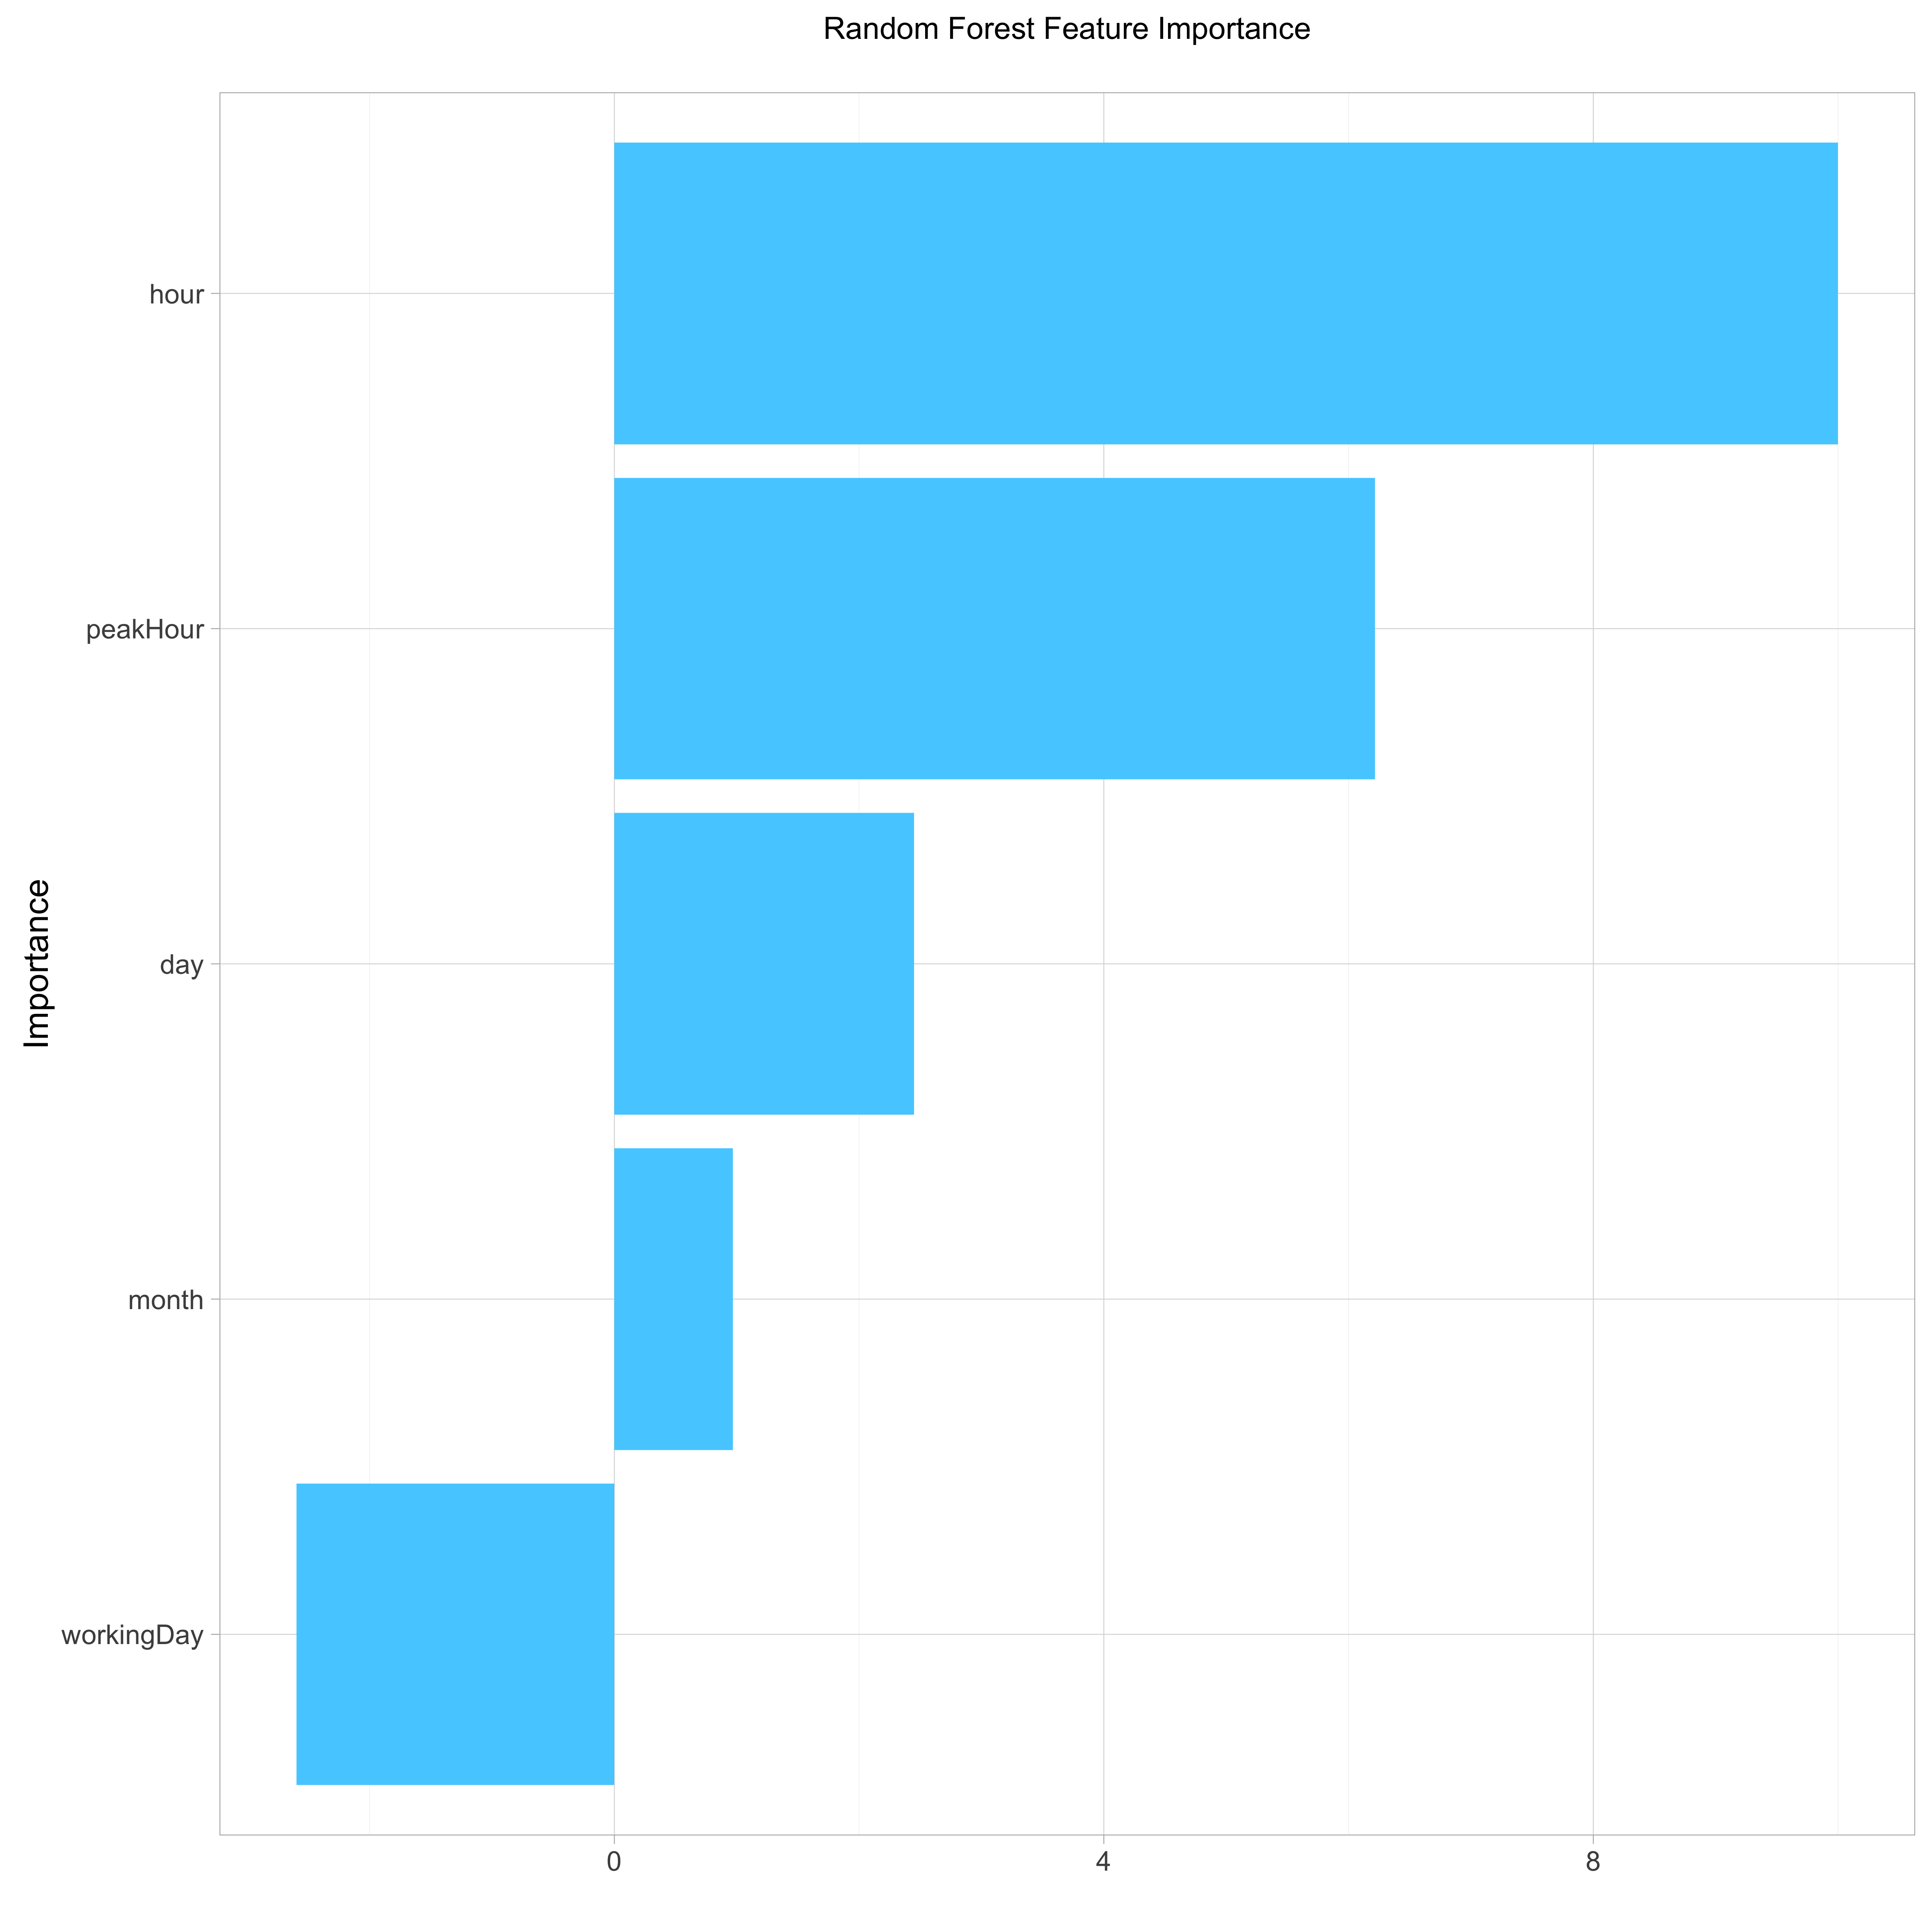 Random Forest Feature Importance
Importance
hour
peakHour
day
month
workingDay
0 4 8